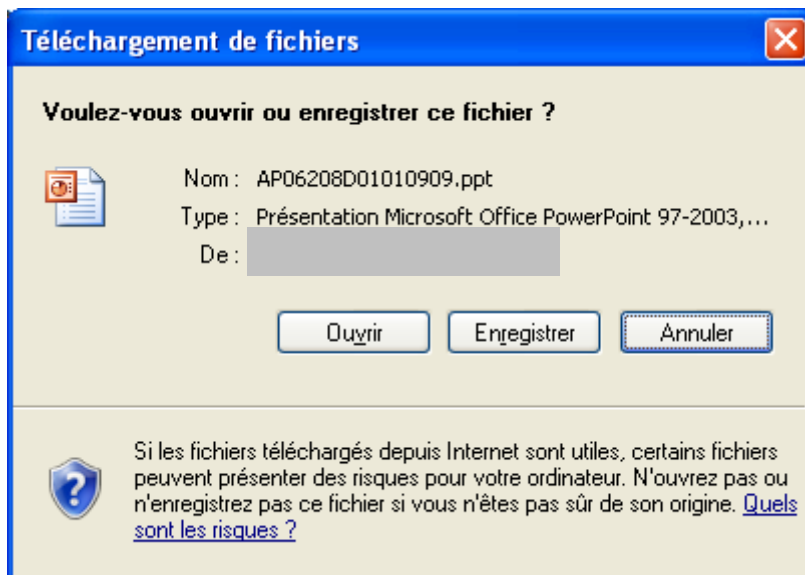 Téléchargement de fichiers
Voulez-vous ouvrir ou enregistrer ce fichier ?
Nom : AP06208D01010909.ppt
Type : Présentation Microsoft Office PowerPoint 97-2003,...
De :
Ouvrir Enregistrer Annuler
Si les fichiers téléchargés depuis Internet sont utiles, certains fichiers
peuvent présenter des risques pour votre ordinateur. N'ouvrez pas ou
n'enregistrez pas ce fichier si vous n'êtes pas sûr de son origine. Quels
sont les risques ?